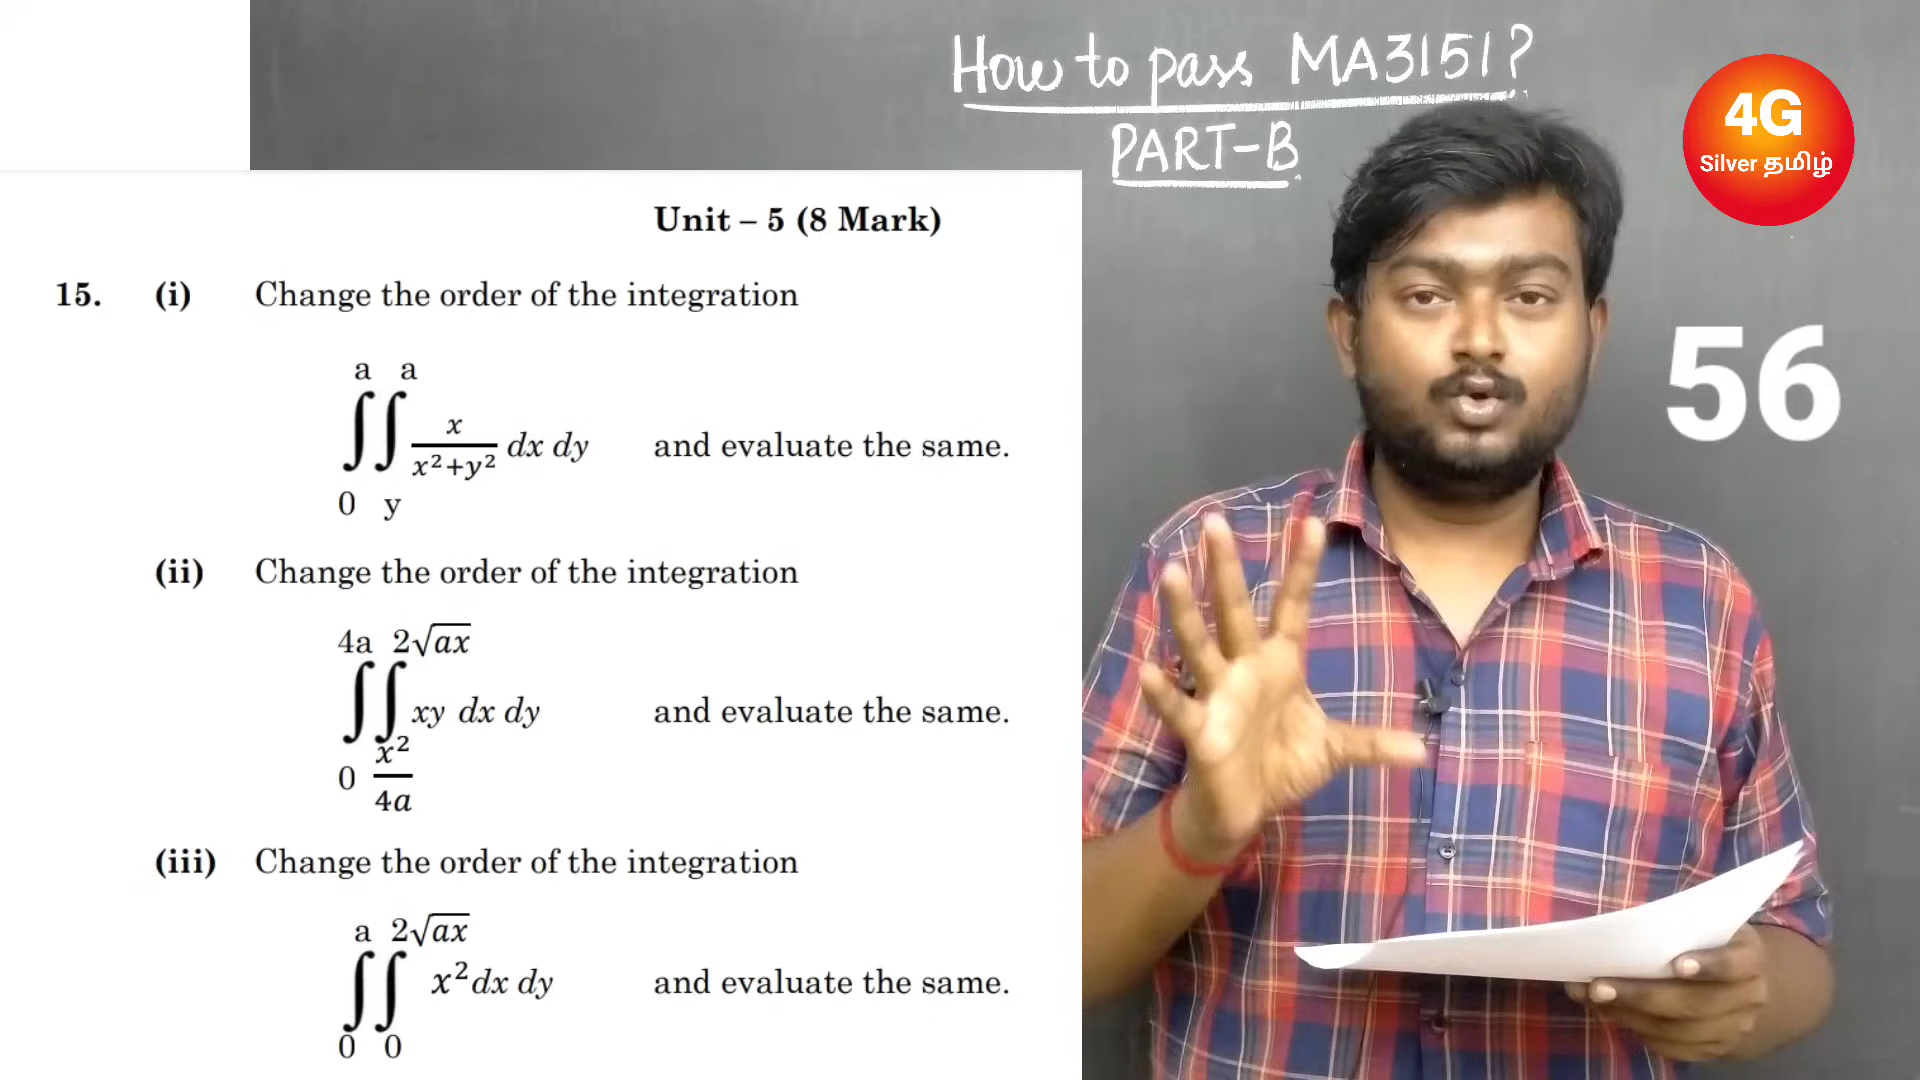 How to pass MA3151?
PART-B
4G
Silver தமிழ்
56
Unit – 5 (8 Mark)
15. (i) Change the order of the integration
a a
∫∫ x/(x²+y²) dx dy and evaluate the same.
0 y
(ii) Change the order of the integration
4a 2√ax
∫∫ xy dx dy and evaluate the same.
0 x²/4a
(iii) Change the order of the integration
a 2√ax
∫∫ x² dx dy and evaluate the same.
0 0